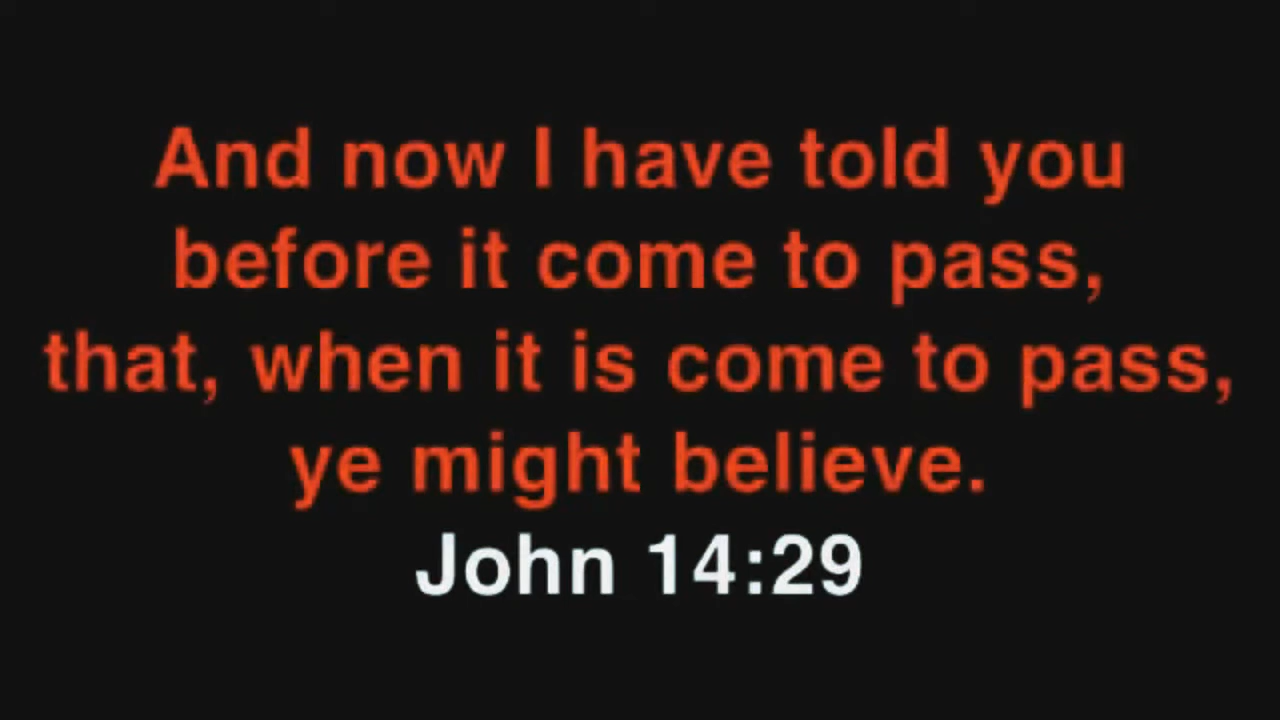 And now I have told you
before it come to pass,
that, when it is come to pass,
ye might believe.
John 14:29